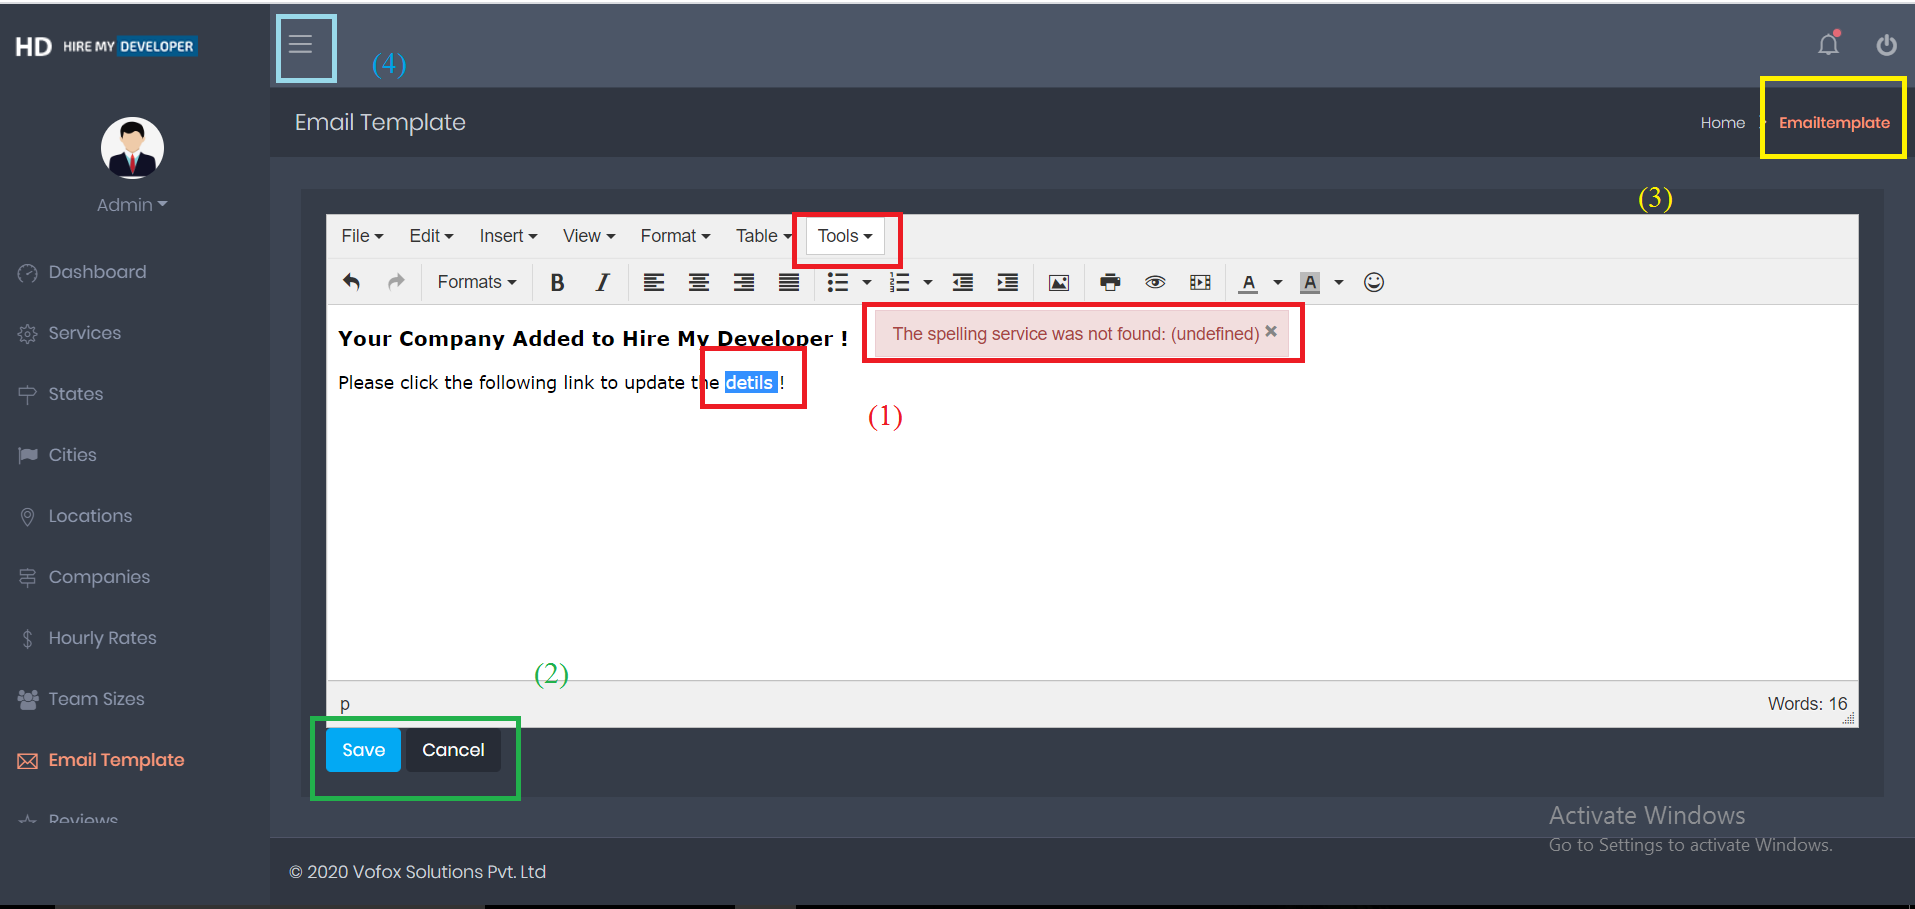 HD HIRE MY DEVELOPER
(4)
Admin
Dashboard
Services
States
Cities
Locations
Companies
Hourly Rates
Team Sizes
Email Template
Reviews
Email Template
Home > Emailtemplate
(3)
File Edit Insert View Format Table Tools
Formats B I A A
Your Company Added to Hire My Developer !
The spelling service was not found: (undefined) ×
Please click the following link to update the detils !
(1)
(2)
p
Words: 16
Save Cancel
Activate Windows
Go to Settings to activate Windows.
© 2020 Vofox Solutions Pvt. Ltd